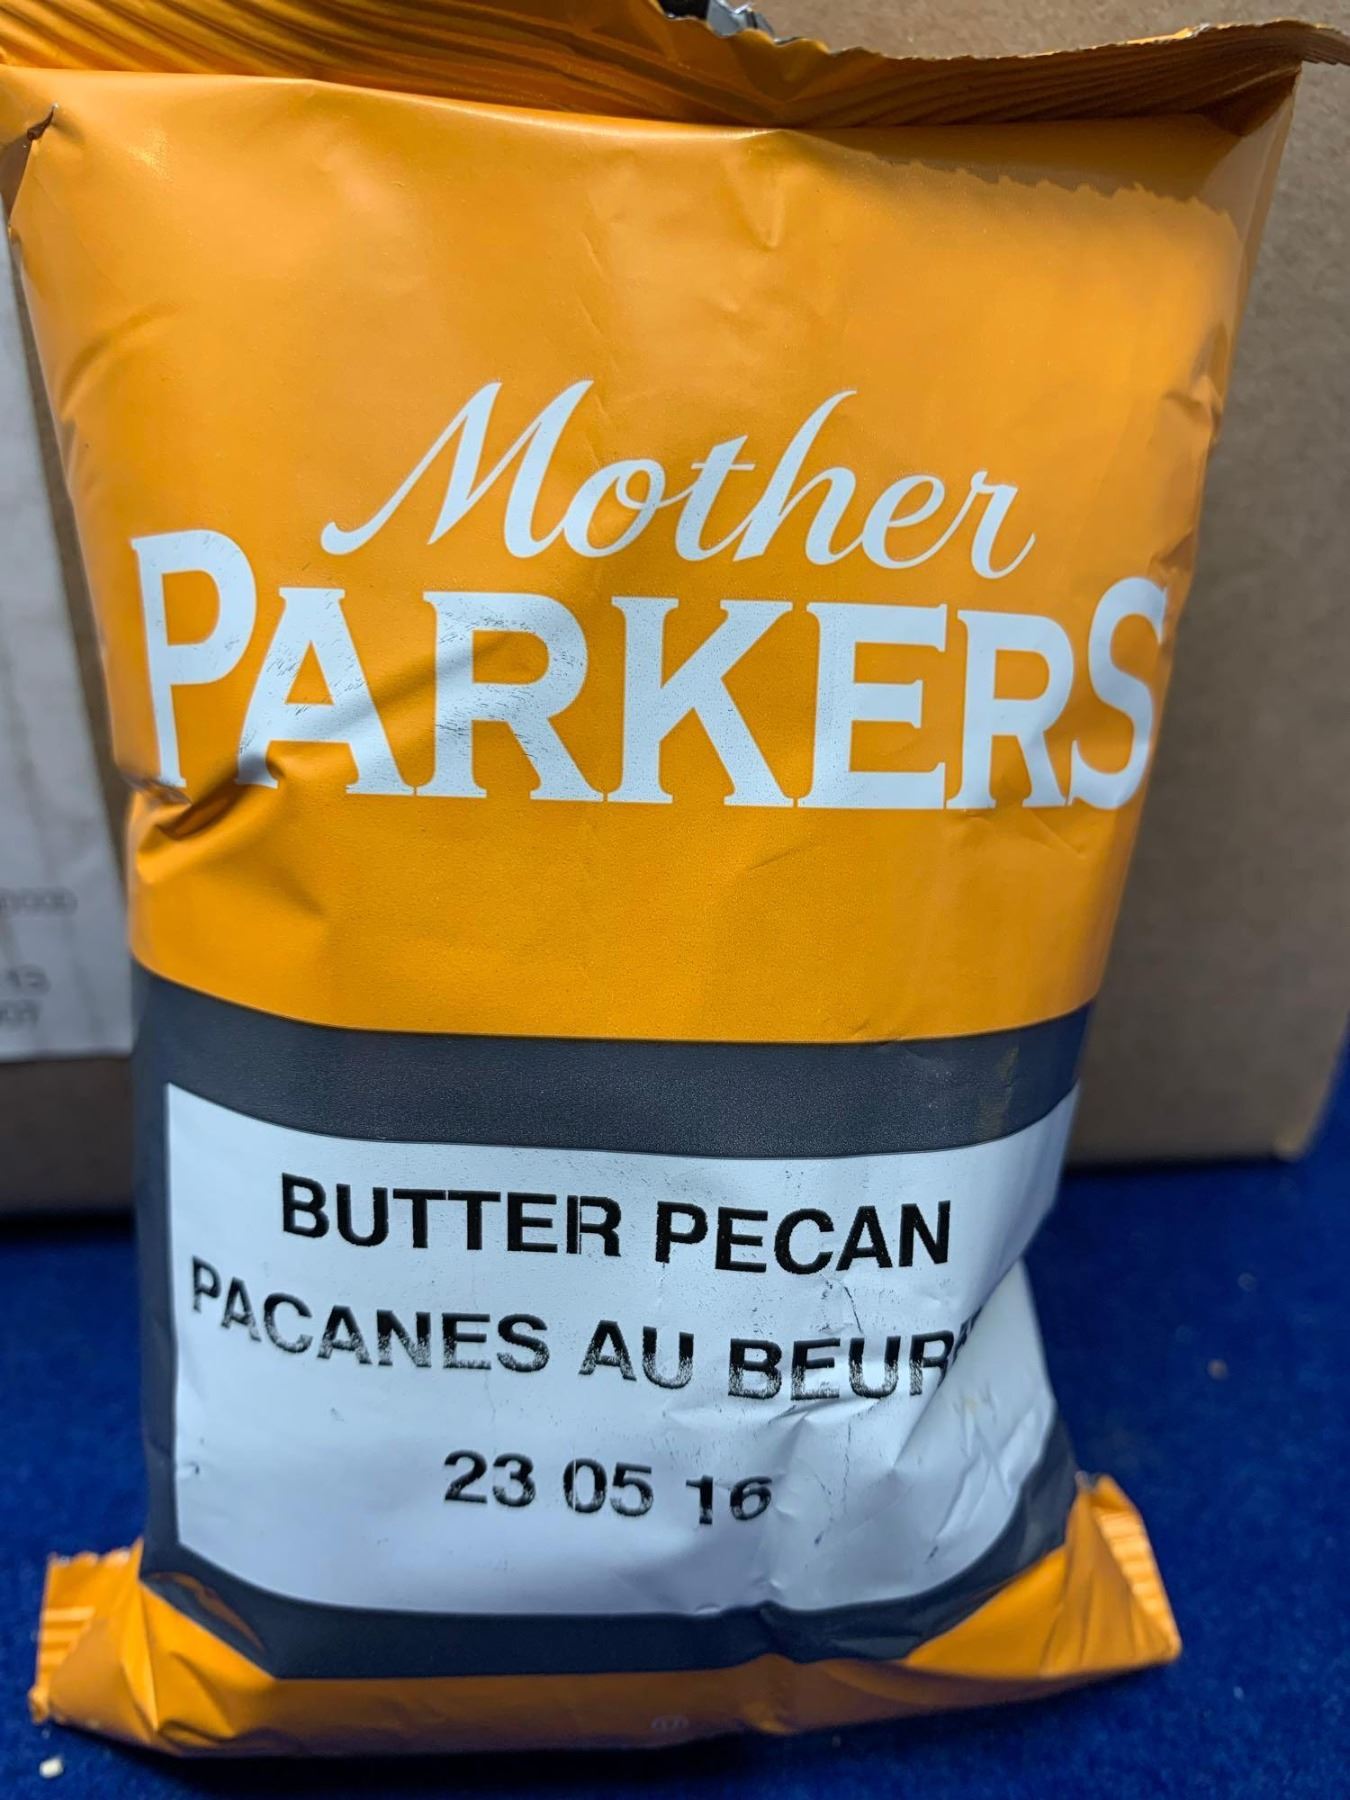 Mother
PARKERS
BUTTER PECAN
PACANES AU
23 05 16